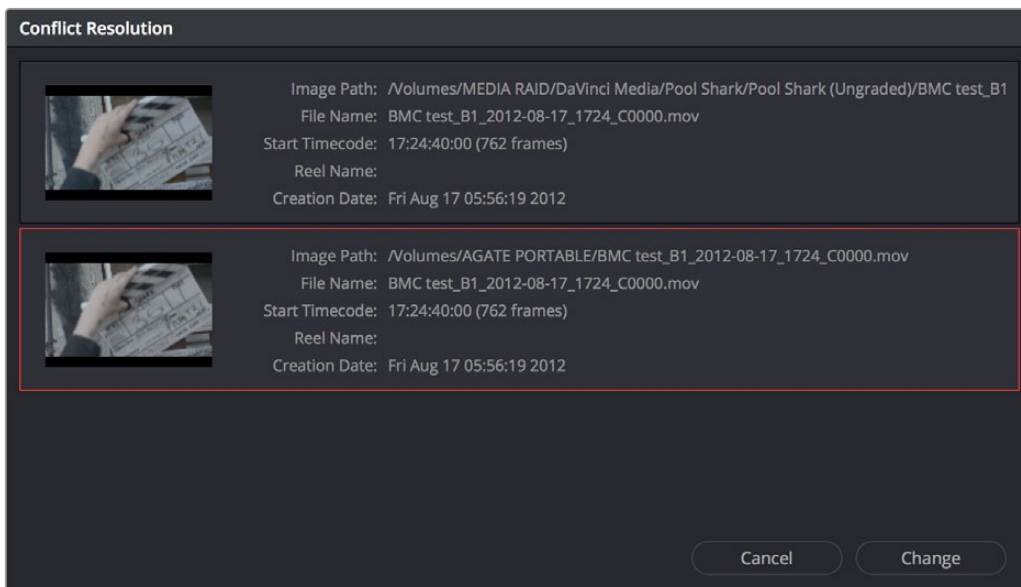 Conflict Resolution
Image Path: /Volumes/MEDIA RAID/DaVinci Media/Pool Shark/Pool Shark (Ungraded)/BMC test_B1
File Name: BMC test_B1_2012-08-17_1724_C0000.mov
Start Timecode: 17:24:40:00 (762 frames)
Reel Name:
Creation Date: Fri Aug 17 05:56:19 2012
Image Path: /Volumes/AGATE PORTABLE/BMC test_B1_2012-08-17_1724_C0000.mov
File Name: BMC test_B1_2012-08-17_1724_C0000.mov
Start Timecode: 17:24:40:00 (762 frames)
Reel Name:
Creation Date: Fri Aug 17 05:56:19 2012
Cancel
Change